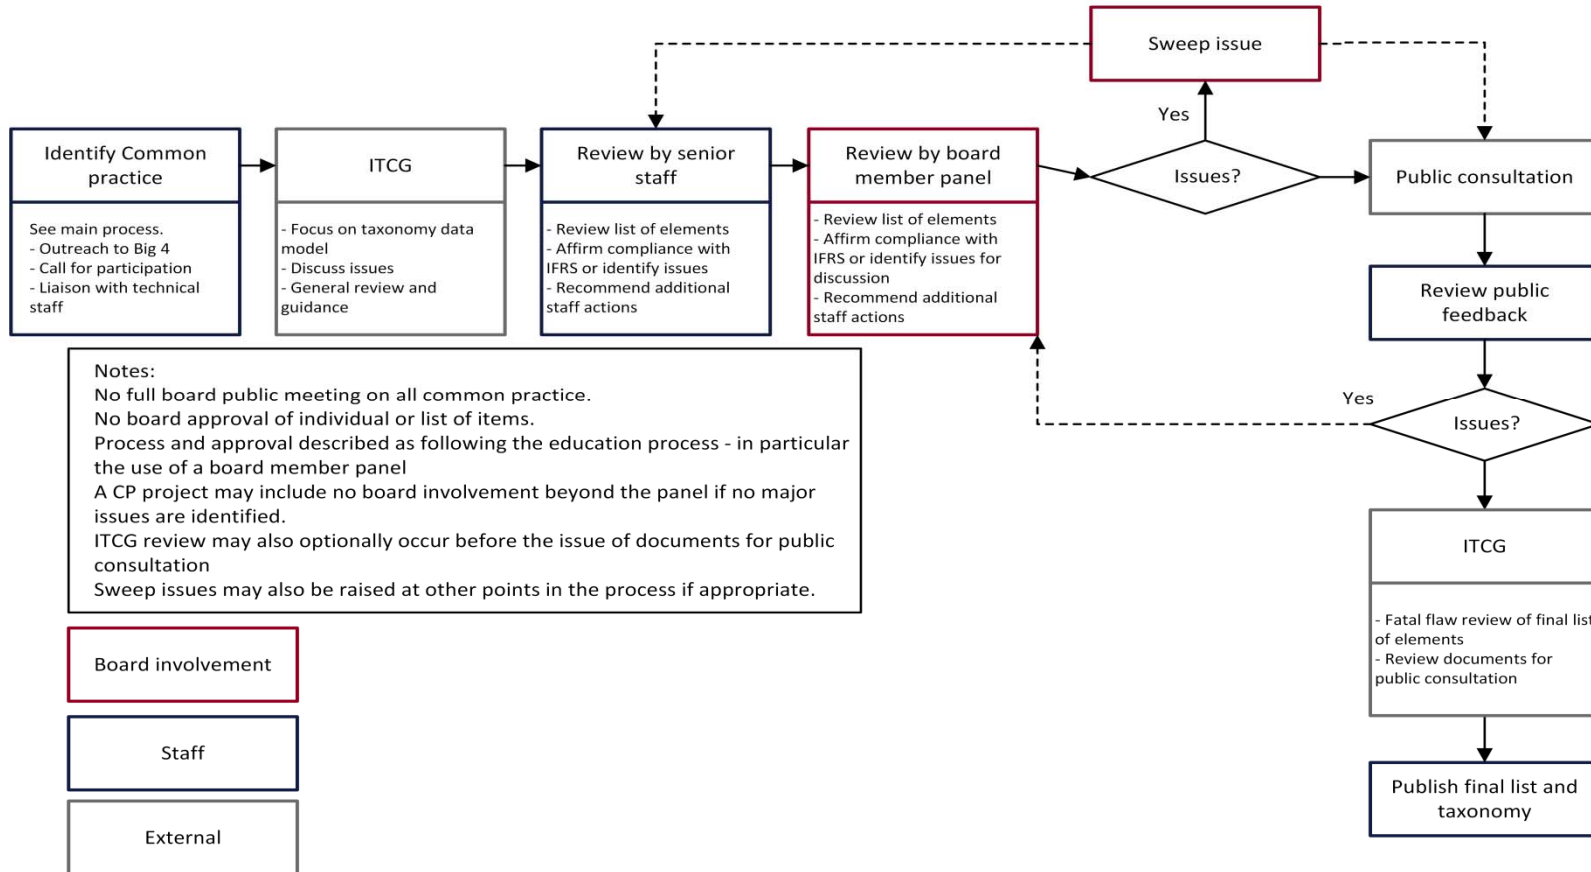 Sweep issue
Yes
Identify Common
practice
See main process.
- Outreach to Big 4
- Call for participation
- Liaison with technical
staff
ITCG
- Focus on taxonomy data
model
- Discuss issues
- General review and
guidance
Review by senior
staff
- Review list of elements
- Affirm compliance with
IFRS or identify issues
- Recommend additional
staff actions
Review by board
member panel
- Review list of elements
- Affirm compliance with
IFRS or identify issues for
discussion
- Recommend additional
staff actions
Issues?
Public consultation
Review public
feedback
Yes
Issues?
ITCG
- Fatal flaw review of final list
of elements
- Review documents for
public consultation
Publish final list and
taxonomy
Notes:
No full board public meeting on all common practice.
No board approval of individual or list of items.
Process and approval described as following the education process - in particular
the use of a board member panel
A CP project may include no board involvement beyond the panel if no major
issues are identified.
ITCG review may also optionally occur before the issue of documents for public
consultation
Sweep issues may also be raised at other points in the process if appropriate.
Board involvement
Staff
External